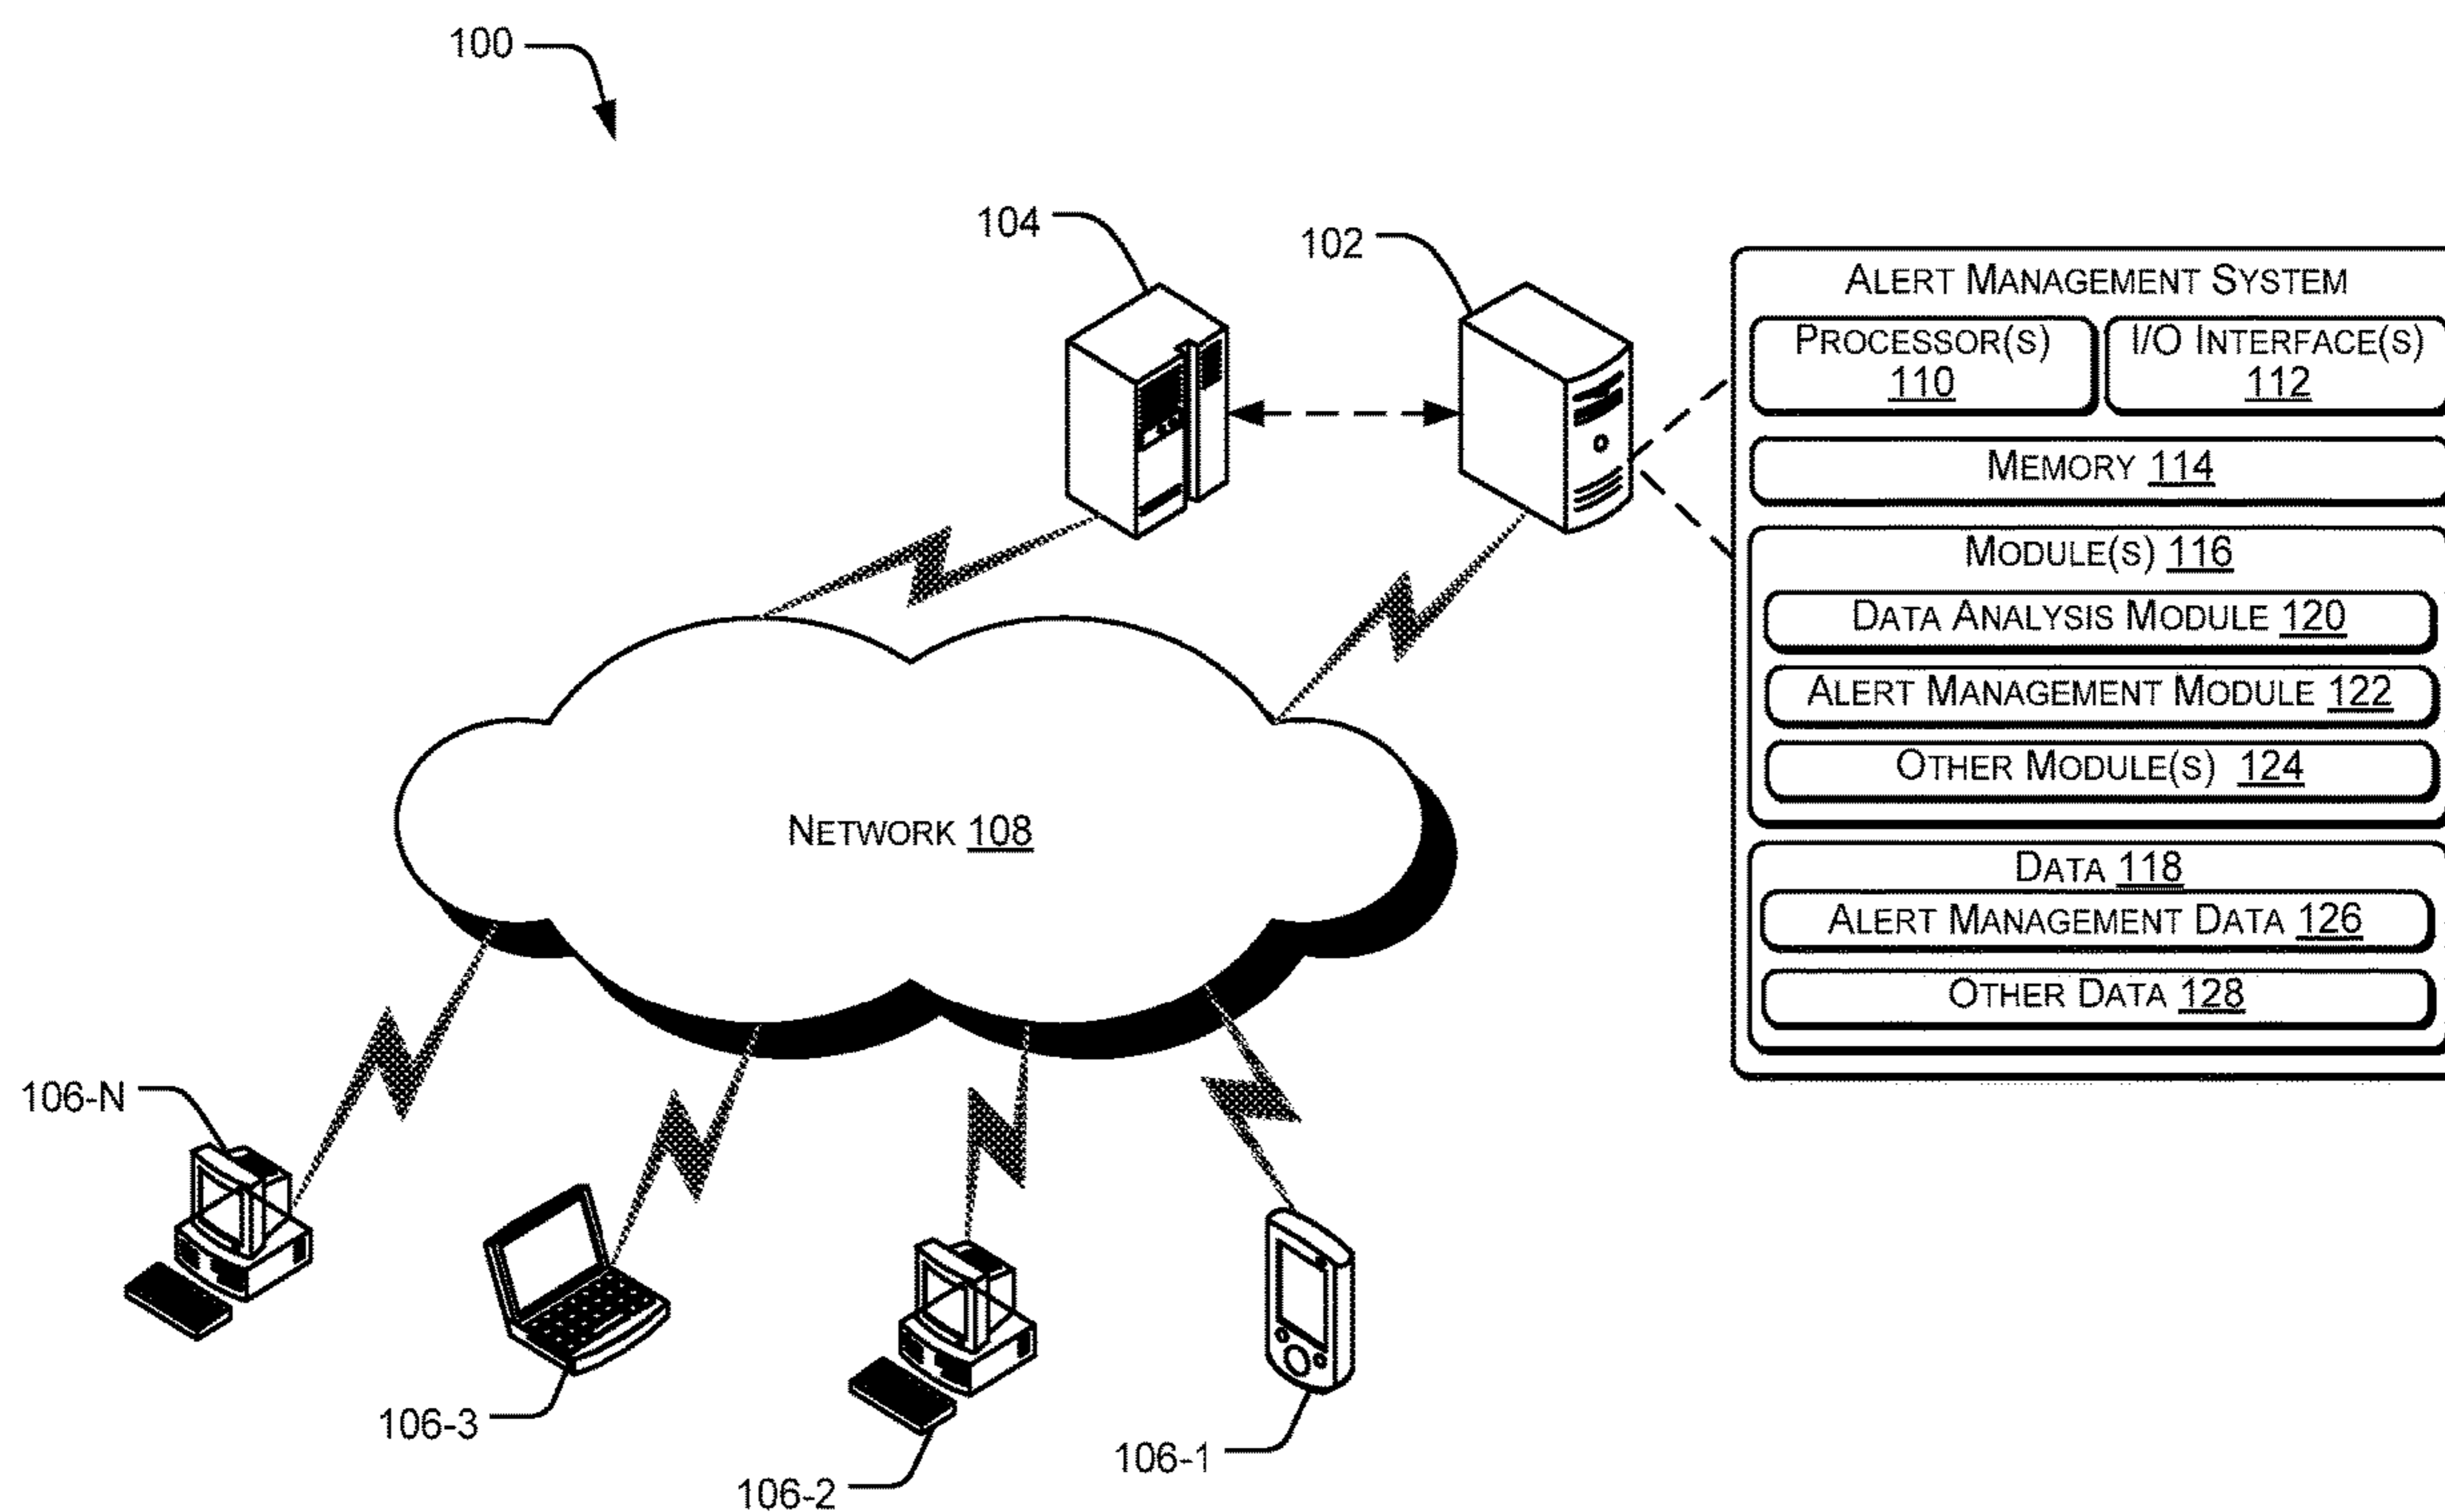 100
104
102
ALERT MANAGEMENT SYSTEM
PROCESSOR(S)
110
I/O INTERFACE(S)
112
MEMORY 114
MODULE(S) 116
DATA ANALYSIS MODULE 120
ALERT MANAGEMENT MODULE 122
OTHER MODULE(S) 124
NETWORK 108
DATA 118
ALERT MANAGEMENT DATA 126
OTHER DATA 128
106-N
106-3
106-2
106-1